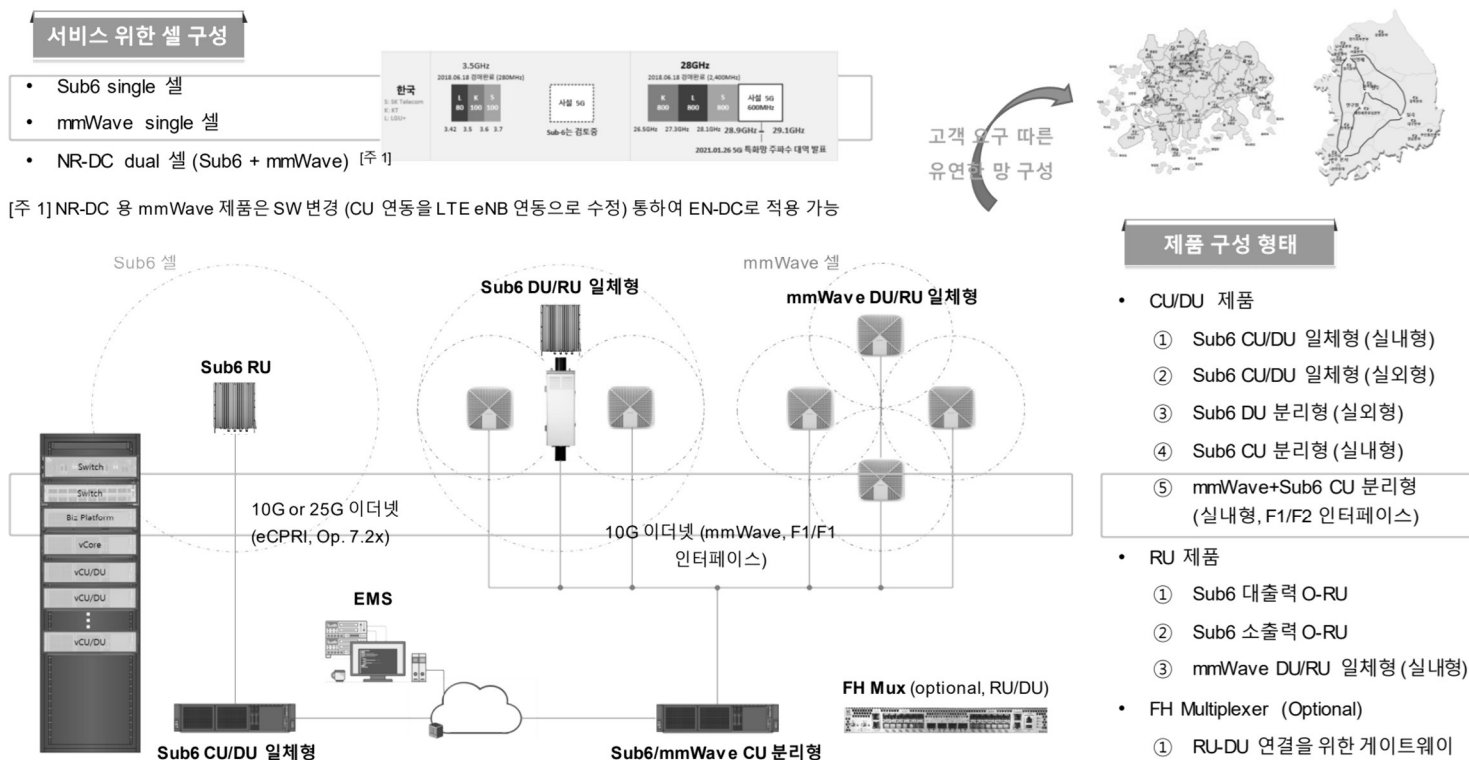 서비스 위한 셀 구성
• Sub6 single 셀
• mmWave single 셀
• NR-DC dual 셀 (Sub6 + mmWave) [주 1]
한국
S: SK Telecom
K: KT
L: LGU+
3.5GHz
2018.06.18 경매완료 (280MHz)
L K S
80 100 100
3.42 3.5 3.6 3.7
사설 5G
Sub-6는 검토중
28GHz
2018.06.18 경매완료 (2,400MHz)
K L S
800 800 800
사설 5G
600MHz
26.5GHz 27.3GHz 28.1GHz 28.9GHz ~ 29.1GHz
2021.01.26 5G 특화망 주파수 대역 발표
고객 요구 따른
유연한 망 구성
[주 1] NR-DC 용 mmWave 제품은 SW 변경 (CU 연동을 LTE eNB 연동으로 수정) 통하여 EN-DC로 적용 가능
Sub6 셀
Sub6 RU
Sub6 DU/RU 일체형
mmWave 셀
mmWave DU/RU 일체형
Switch
Switch
Biz Platform
vCore
vCU/DU
vCU/DU
vCU/DU
10G or 25G 이더넷
(eCPRI, Op. 7.2x)
10G 이더넷 (mmWave, F1/F1
인터페이스)
EMS
FH Mux (optional, RU/DU)
Sub6 CU/DU 일체형
Sub6/mmWave CU 분리형
제품 구성 형태
• CU/DU 제품
① Sub6 CU/DU 일체형 (실내형)
② Sub6 CU/DU 일체형 (실외형)
③ Sub6 DU 분리형 (실외형)
④ Sub6 CU 분리형 (실내형)
⑤ mmWave+Sub6 CU 분리형
(실내형, F1/F2 인터페이스)
• RU 제품
① Sub6 대출력 O-RU
② Sub6 소출력 O-RU
③ mmWave DU/RU 일체형 (실내형)
• FH Multiplexer (Optional)
① RU-DU 연결을 위한 게이트웨이